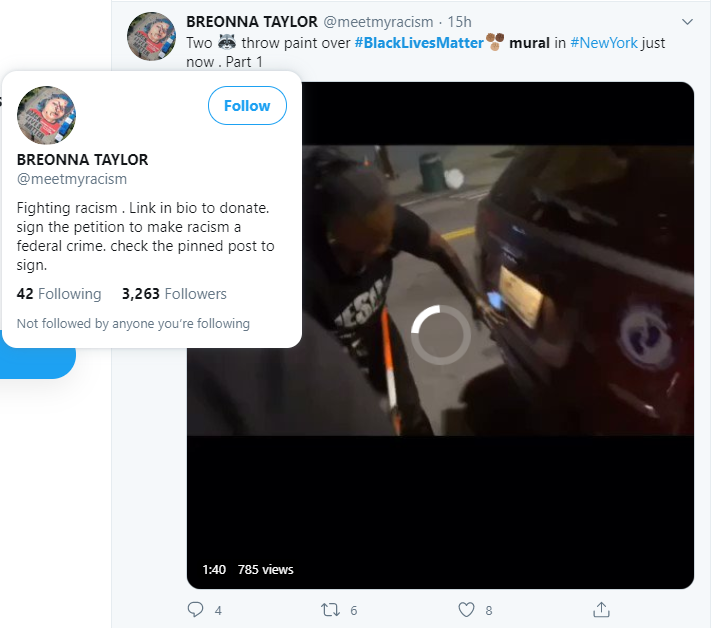 BREONNA TAYLOR @meetmyracism · 15h
Two 🦝 throw paint over #BlackLivesMatter✊🏿✊🏽✊🏾 mural in #NewYork just
now . Part 1
Follow
BREONNA TAYLOR
@meetmyracism
Fighting racism . Link in bio to donate.
sign the petition to make racism a
federal crime. check the pinned post to
sign.
42 Following 3,263 Followers
Not followed by anyone you're following
1:40 785 views
4 6 8